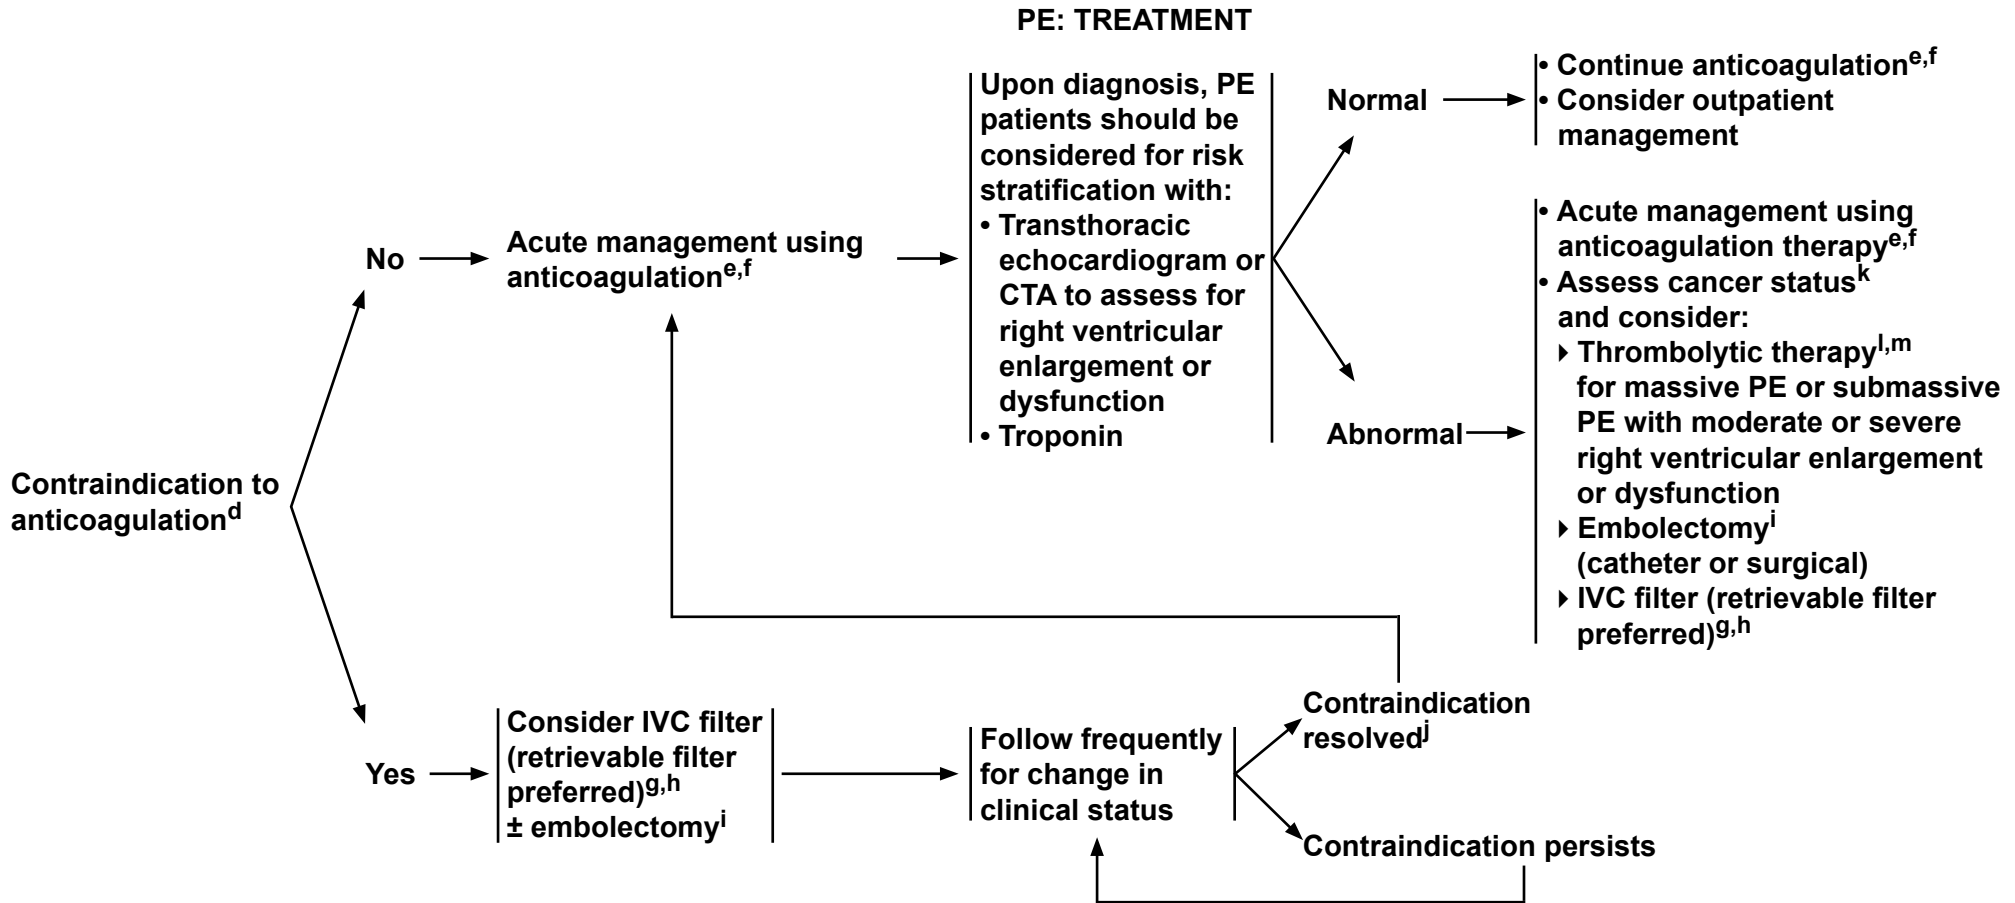 PE: TREATMENT
Contraindication to
anticoagulationᵈ
No
Acute management using
anticoagulationᵉ,ᶠ
Upon diagnosis, PE
patients should be
considered for risk
stratification with:
• Transthoracic
echocardiogram or
CTA to assess for
right ventricular
enlargement or
dysfunction
• Troponin
Normal
• Continue anticoagulationᵉ,ᶠ
• Consider outpatient
management
Abnormal
• Acute management using
anticoagulation therapyᵉ,ᶠ
• Assess cancer statusᵏ
and consider:
▸ Thrombolytic therapyˡ,ᵐ
for massive PE or submassive
PE with moderate or severe
right ventricular enlargement
or dysfunction
▸ Embolectomyⁱ
(catheter or surgical)
▸ IVC filter (retrievable filter
preferred)ᵍ,ʰ
Yes
Consider IVC filter
(retrievable filter
preferred)ᵍ,ʰ
± embolectomyⁱ
Follow frequently
for change in
clinical status
Contraindication
resolvedʲ
Contraindication persists